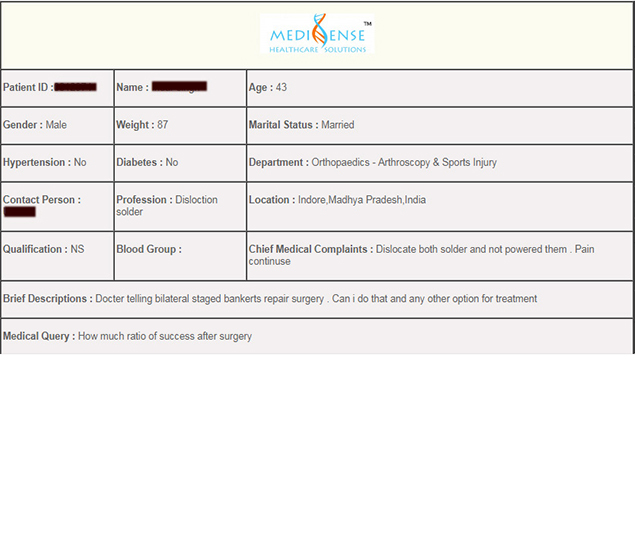 MEDISENSE TM
HEALTHCARE SOLUTIONS
Patient ID :
Name :
Age : 43
Gender : Male
Weight : 87
Marital Status : Married
Hypertension : No
Diabetes : No
Department : Orthopaedics - Arthroscopy & Sports Injury
Contact Person :
Profession : Disloction
solder
Location : Indore,Madhya Pradesh,India
Qualification : NS
Blood Group :
Chief Medical Complaints : Dislocate both solder and not powered them . Pain
continuse
Brief Descriptions : Docter telling bilateral staged bankerts repair surgery . Can i do that and any other option for treatment
Medical Query : How much ratio of success after surgery